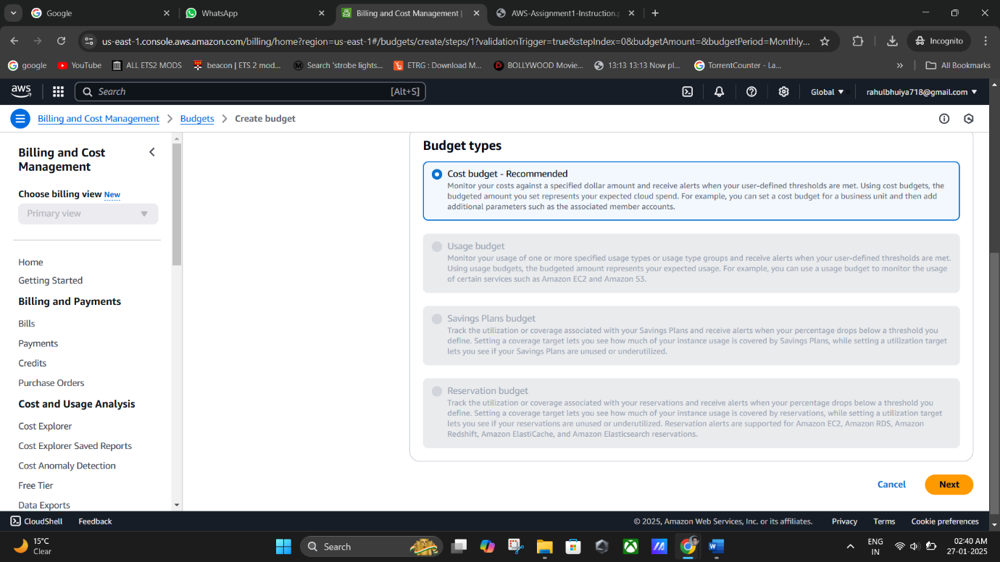 Google
WhatsApp
Billing and Cost Management |
AWS-Assignment1-Instruction.p
us-east-1.console.aws.amazon.com/billing/home?region=us-east-1#/budgets/create/steps/1?validationTrigger=true&stepIndex=0&budgetAmount=&budgetPeriod=Monthly...
Incognito
google
YouTube
ALL ETS2 MODS
beacon | ETS 2 mod...
Search 'strobe lights...
ETRG : Download M...
BOLLYWOOD Movie...
13:13 13:13 Now pl...
TorrentCounter - La...
All Bookmarks
aws
Search
[Alt+S]
Global
rahulbhuiya718@gmail.com
Billing and Cost Management
Budgets
Create budget
Billing and Cost
Management
Choose billing view New
Primary view
Home
Getting Started
Billing and Payments
Bills
Payments
Credits
Purchase Orders
Cost and Usage Analysis
Cost Explorer
Cost Explorer Saved Reports
Cost Anomaly Detection
Free Tier
Data Exports
Budget types
Cost budget - Recommended
Monitor your costs against a specified dollar amount and receive alerts when your user-defined thresholds are met. Using cost budgets, the
budgeted amount you set represents your expected cloud spend. For example, you can set a cost budget for a business unit and then add
additional parameters such as the associated member accounts.
Usage budget
Monitor your usage of one or more specified usage types or usage type groups and receive alerts when your user-defined thresholds are met.
Using usage budgets, the budgeted amount represents your expected usage. For example, you can use a usage budget to monitor the usage
of certain services such as Amazon EC2 and Amazon S3.
Savings Plans budget
Track the utilization or coverage associated with your Savings Plans and receive alerts when your percentage drops below a threshold you
define. Setting a coverage target lets you see how much of your instance usage is covered by Savings Plans, while setting a utilization target
lets you see if your Savings Plans are unused or underutilized.
Reservation budget
Track the utilization or coverage associated with your reservations and receive alerts when your percentage drops below a threshold you
define. Setting a coverage target lets you see how much of your instance usage is covered by reservations, while setting a utilization target
lets you see if your reservations are unused or underutilized. Reservation alerts are supported for Amazon EC2, Amazon RDS, Amazon
Redshift, Amazon ElastiCache, and Amazon Elasticsearch reservations.
Cancel
Next
CloudShell
Feedback
© 2025, Amazon Web Services, Inc. or its affiliates.
Privacy
Terms
Cookie preferences
15°C
Clear
Search
ENG
IN
02:40 AM
27-01-2025